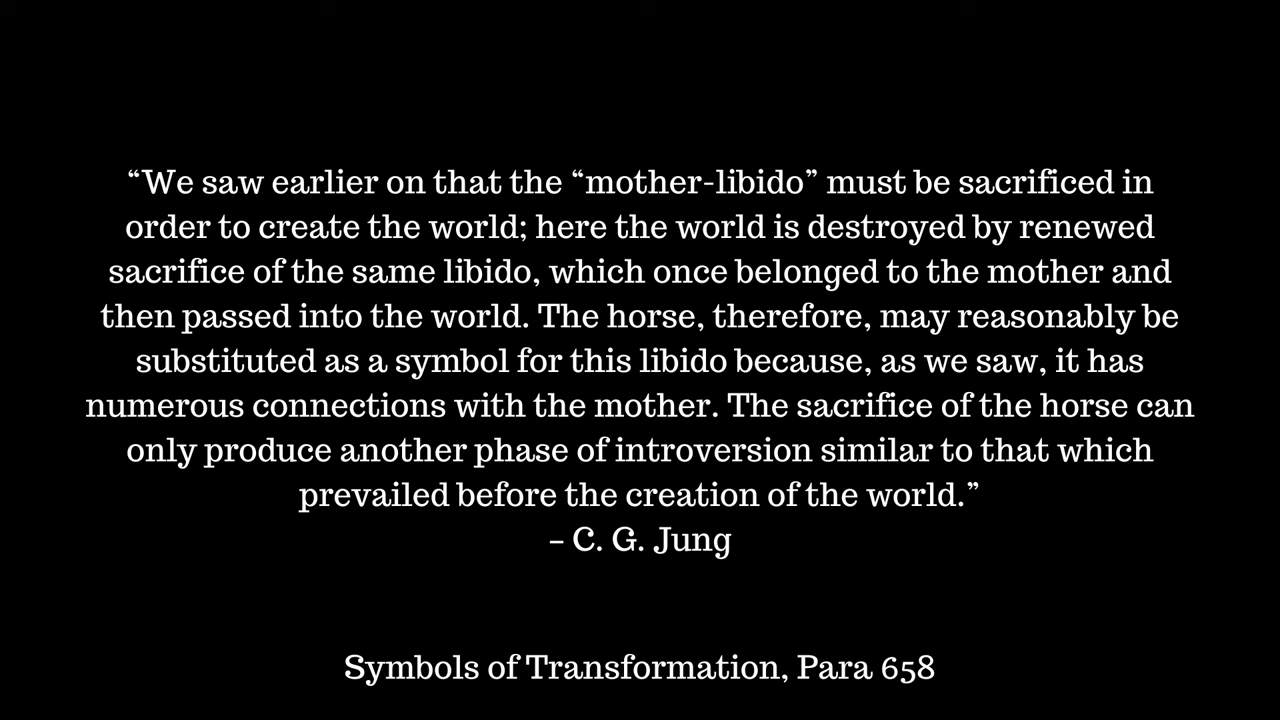 “We saw earlier on that the “mother-libido” must be sacrificed in
order to create the world; here the world is destroyed by renewed
sacrifice of the same libido, which once belonged to the mother and
then passed into the world. The horse, therefore, may reasonably be
substituted as a symbol for this libido because, as we saw, it has
numerous connections with the mother. The sacrifice of the horse can
only produce another phase of introversion similar to that which
prevailed before the creation of the world.”
– C. G. Jung
Symbols of Transformation, Para 658